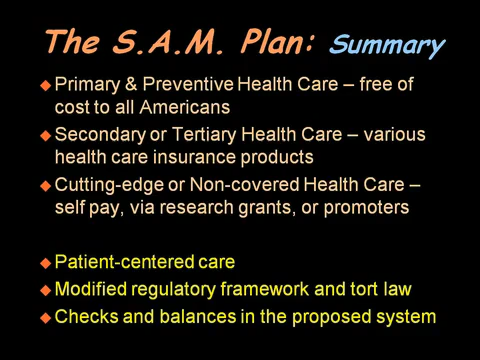 The S.A.M. Plan: Summary
Primary & Preventive Health Care – free of
cost to all Americans
Secondary or Tertiary Health Care – various
health care insurance products
Cutting-edge or Non-covered Health Care –
self pay, via research grants, or promoters
Patient-centered care
Modified regulatory framework and tort law
Checks and balances in the proposed system